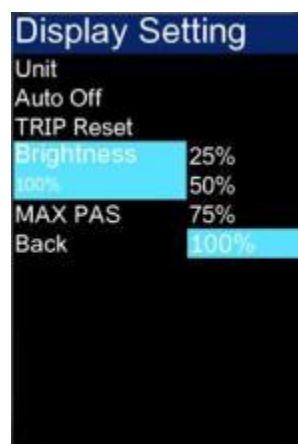 Display Setting
Unit
Auto Off
TRIP Reset
Brightness 25%
100% 50%
MAX PAS 75%
Back 100%